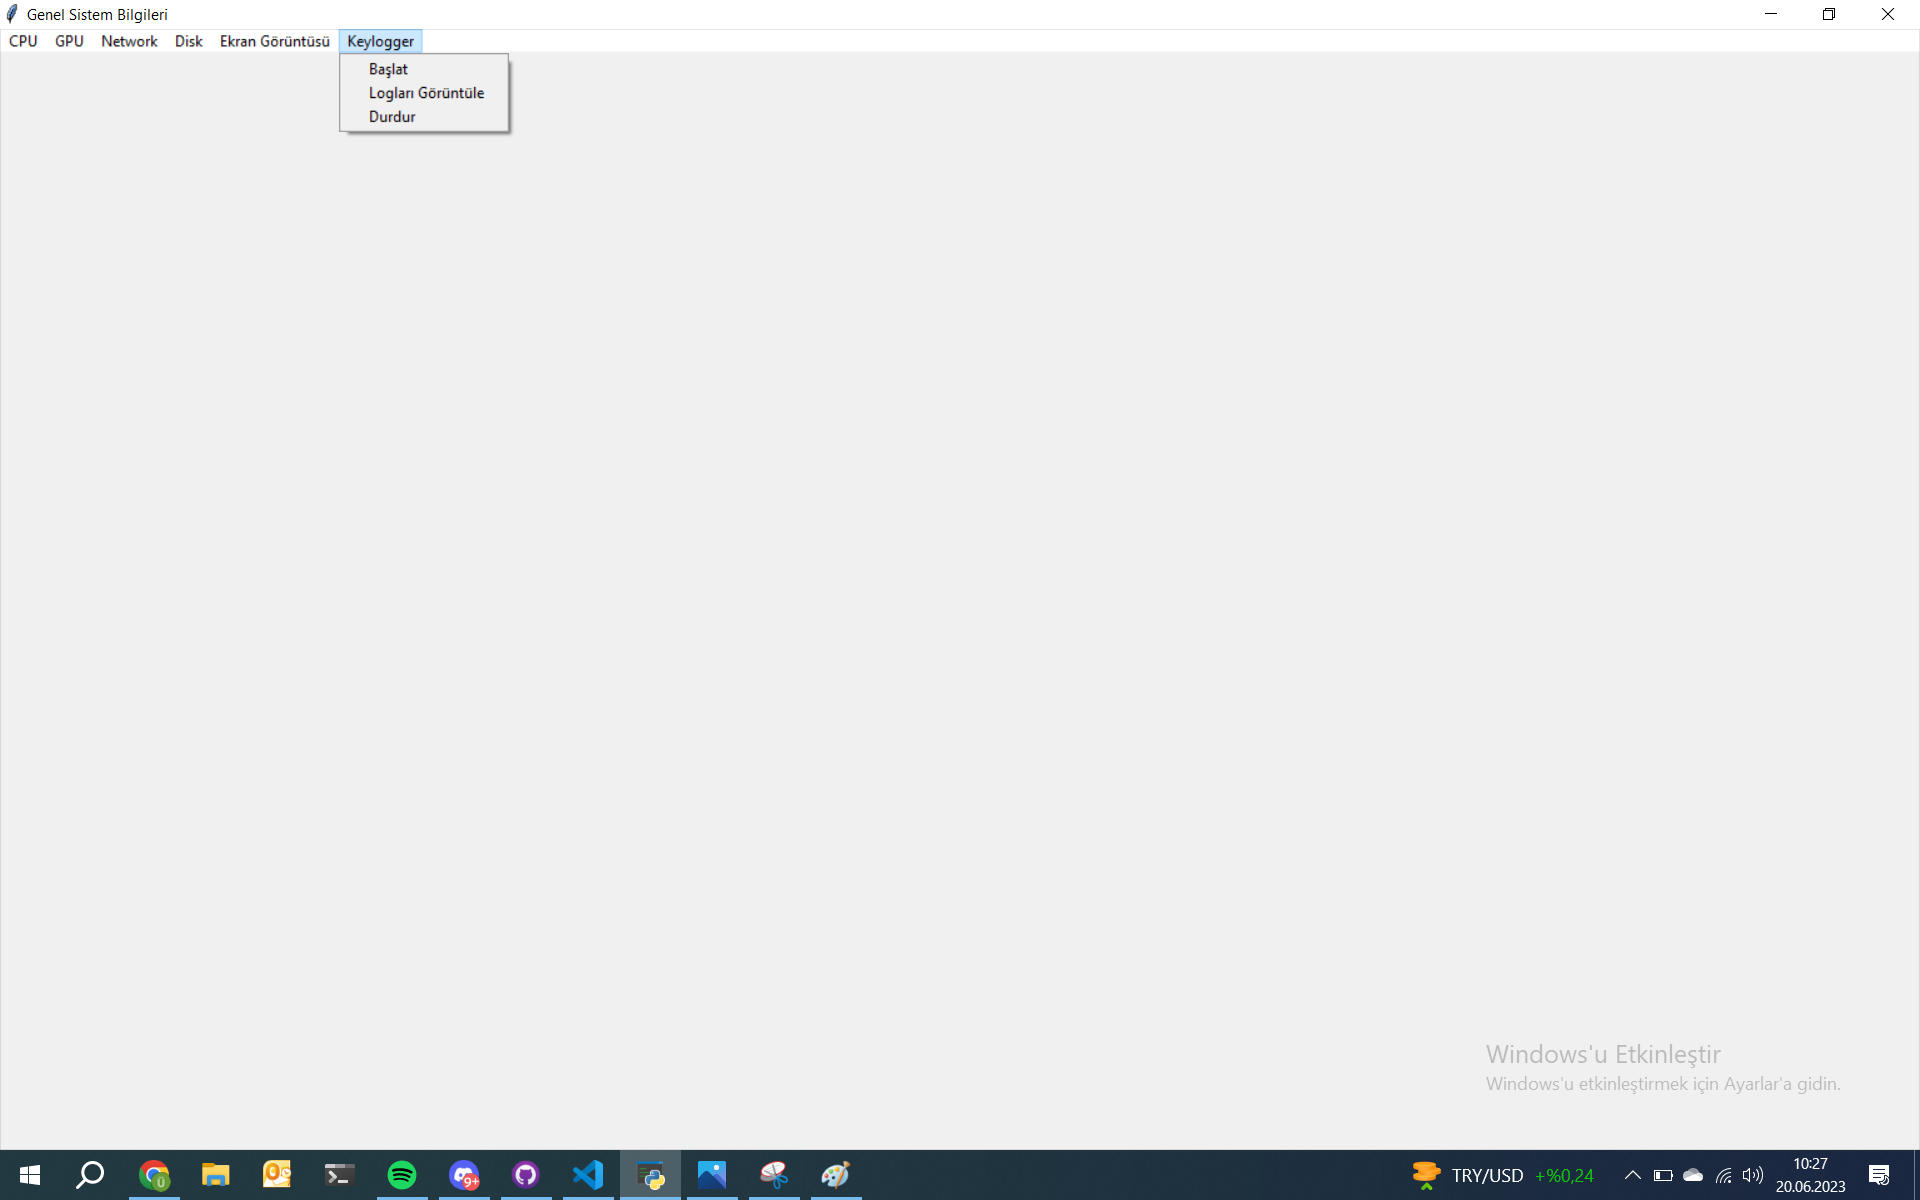 Genel Sistem Bilgileri
CPU GPU Network Disk Ekran Görüntüsü Keylogger
Başlat
Logları Görüntüle
Durdur
Windows'u Etkinleştir
Windows'u etkinleştirmek için Ayarlar'a gidin.
9+
TRY/USD +%0,24
10:27
20.06.2023